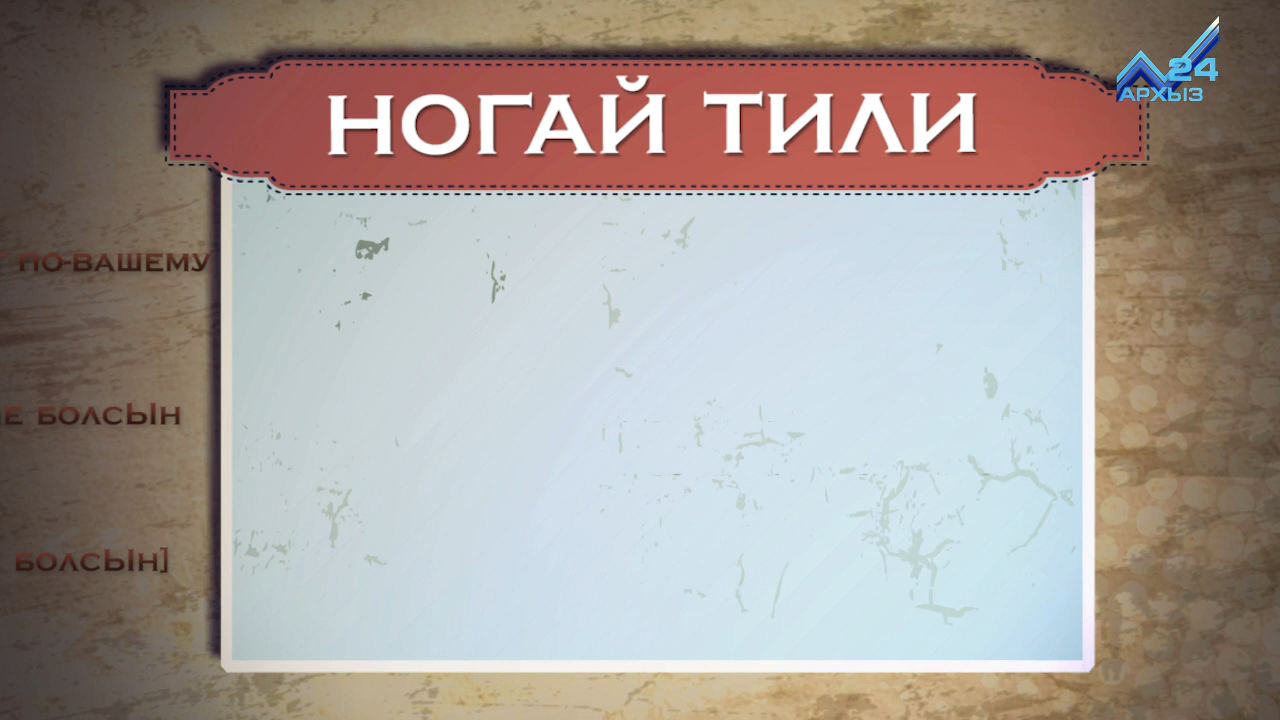 НОГАЙ ТИЛИ
24
АРХЫЗ
ПО-ВАШЕМУ
БОЛСЫН
БОЛСЫН]